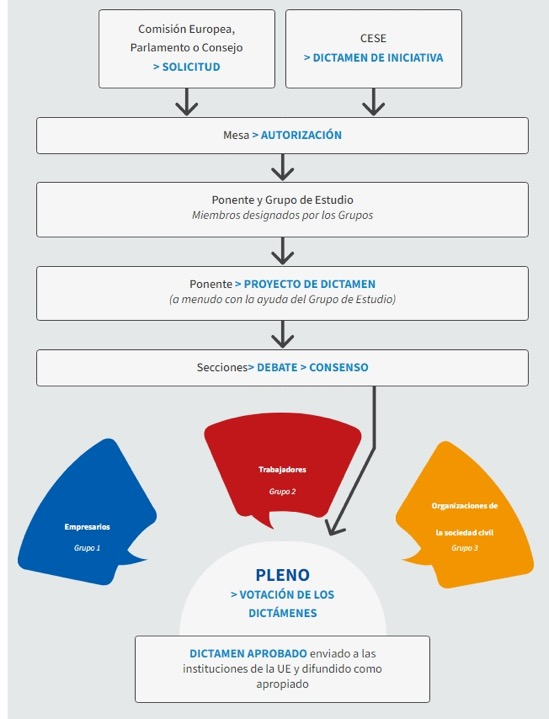 Comisión Europea,
Parlamento o Consejo
> SOLICITUD
CESE
> DICTAMEN DE INICIATIVA
Mesa > AUTORIZACIÓN
Ponente y Grupo de Estudio
Miembros designados por los Grupos
Ponente > PROYECTO DE DICTAMEN
(a menudo con la ayuda del Grupo de Estudio)
Secciones> DEBATE > CONSENSO
Empresarios
Grupo 1
Trabajadores
Grupo 2
Organizaciones de
la sociedad civil
Grupo 3
PLENO
> VOTACIÓN DE LOS
DICTÁMENES
DICTAMEN APROBADO enviado a las
instituciones de la UE y difundido como
apropiado